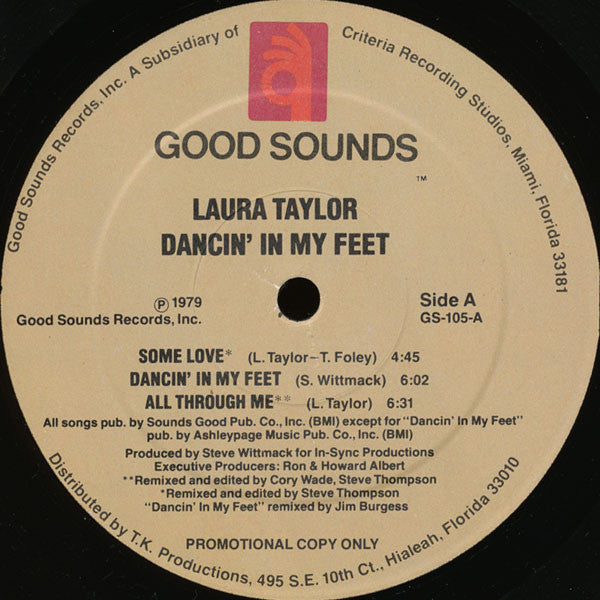 Good Sounds Records, Inc. A Subsidiary of Criteria Recording Studios, Miami, Florida 33181
GOOD SOUNDS
™
LAURA TAYLOR
DANCIN' IN MY FEET
℗ 1979
Good Sounds Records, Inc.
Side A
GS-105-A
SOME LOVE* (L. Taylor–T. Foley) 4:45
DANCIN' IN MY FEET (S. Wittmack) 6:02
ALL THROUGH ME** (L. Taylor) 6:31
All songs pub. by Sounds Good Pub. Co., Inc. (BMI) except for "Dancin' In My Feet"
pub. by Ashleypage Music Pub. Co., Inc. (BMI)
Produced by Steve Wittmack for In-Sync Productions
Executive Producers: Ron & Howard Albert
**Remixed and edited by Cory Wade, Steve Thompson
*Remixed and edited by Steve Thompson
"Dancin' In My Feet" remixed by Jim Burgess
PROMOTIONAL COPY ONLY
Distributed by T.K. Productions, 495 S.E. 10th Ct., Hialeah, Florida 33010